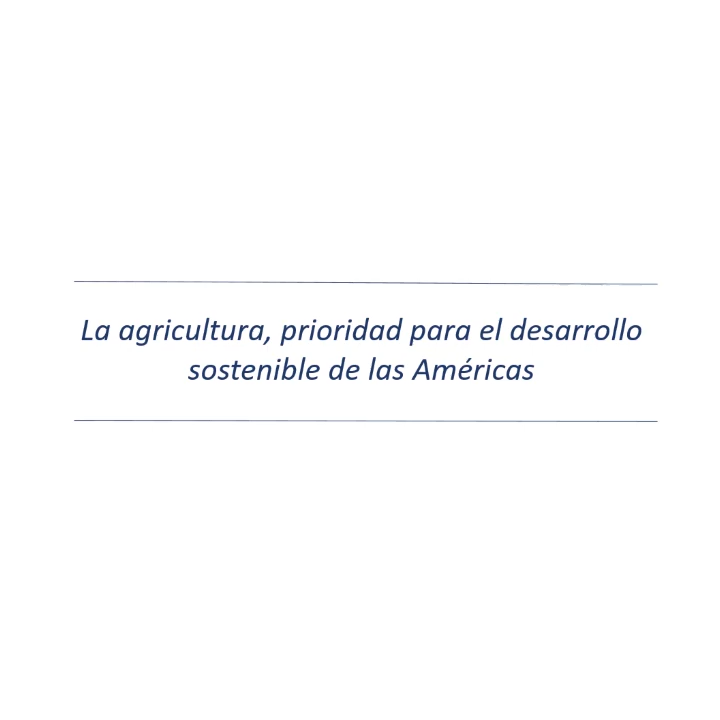 La agricultura, prioridad para el desarrollo
sostenible de las Américas